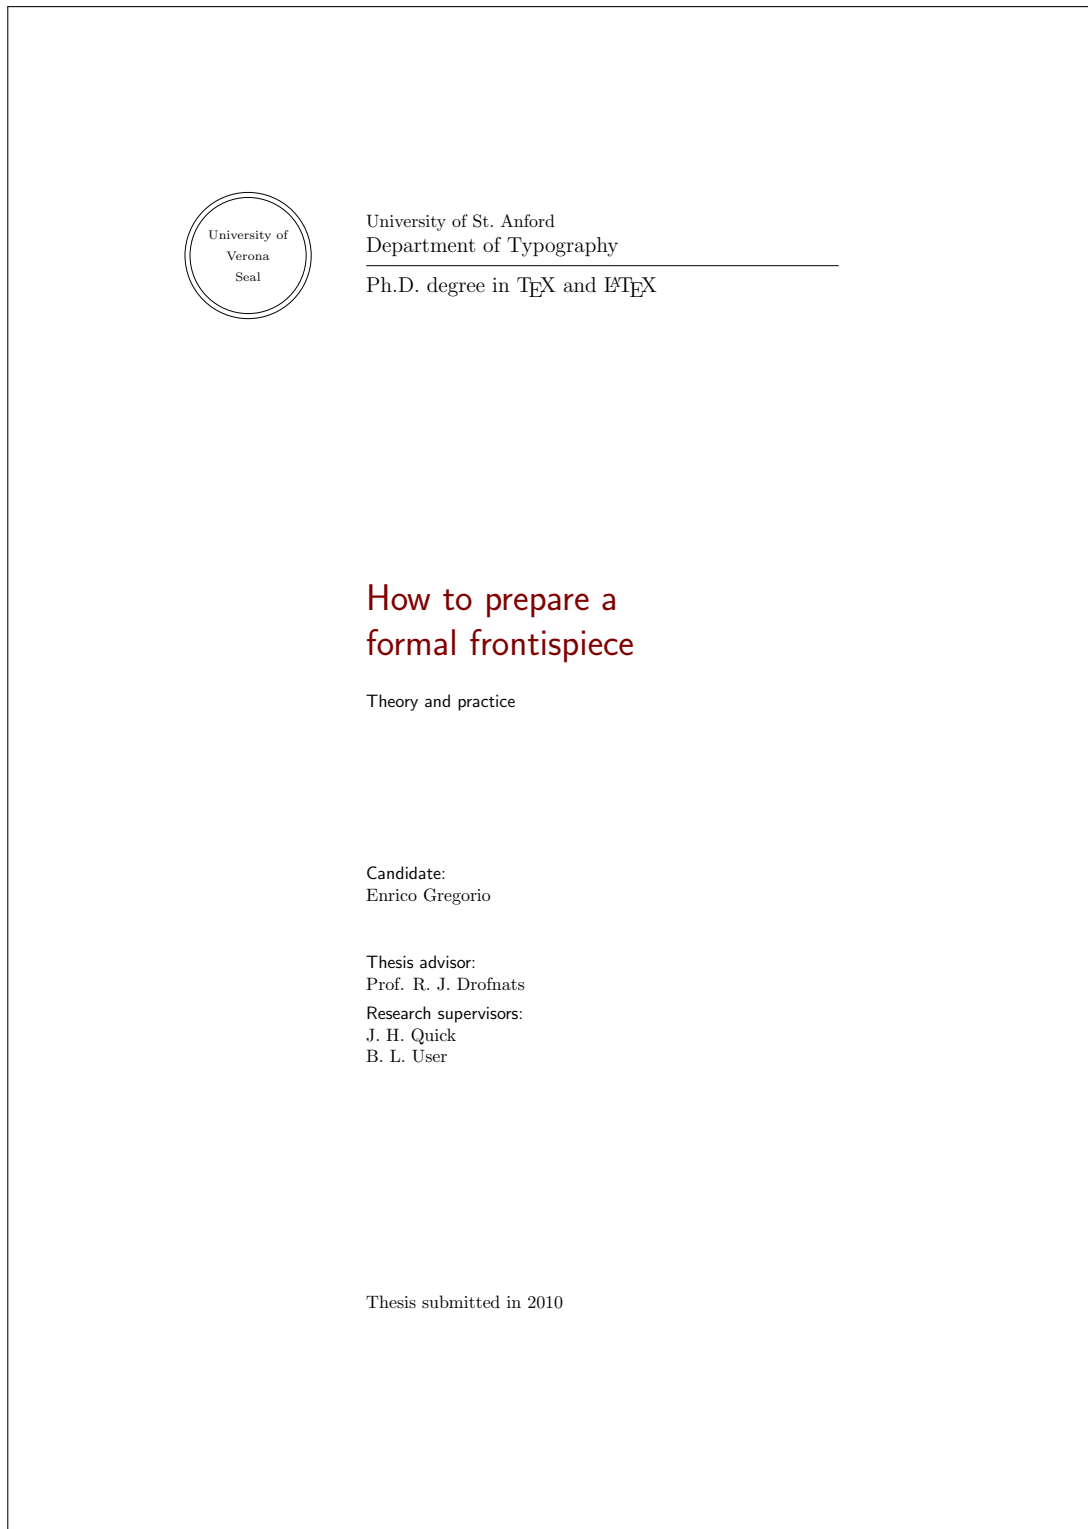 University of
Verona
Seal
University of St. Anford
Department of Typography
Ph.D. degree in TEX and LATEX
How to prepare a
formal frontispiece
Theory and practice
Candidate:
Enrico Gregorio
Thesis advisor:
Prof. R. J. Drofnats
Research supervisors:
J. H. Quick
B. L. User
Thesis submitted in 2010